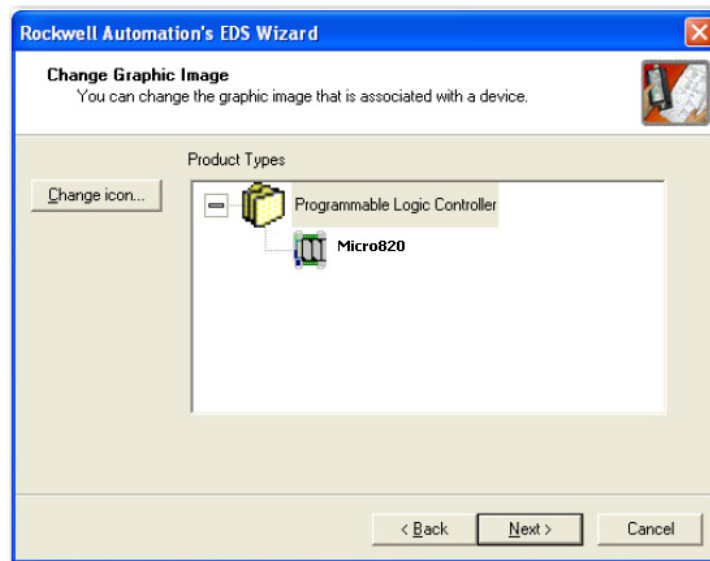 Rockwell Automation's EDS Wizard
Change Graphic Image
You can change the graphic image that is associated with a device.
Product Types
Change icon...
Programmable Logic Controller
Micro820
< Back
Next >
Cancel